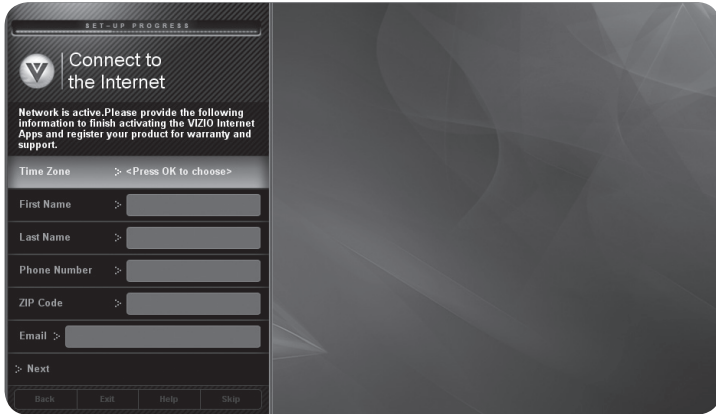 SET-UP PROGRESS
Connect to
the Internet
Network is active.Please provide the following
information to finish activating the VIZIO Internet
Apps and register your product for warranty and
support.
Time Zone :> <Press OK to choose>
First Name :>
Last Name :>
Phone Number :>
ZIP Code :>
Email :>
:> Next
Back Exit Help Skip